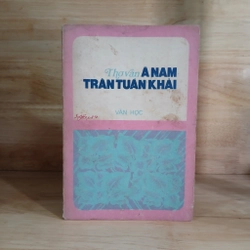 Thơ văn Á NAM
TRẦN TUẤN KHẢI
VĂN HỌC